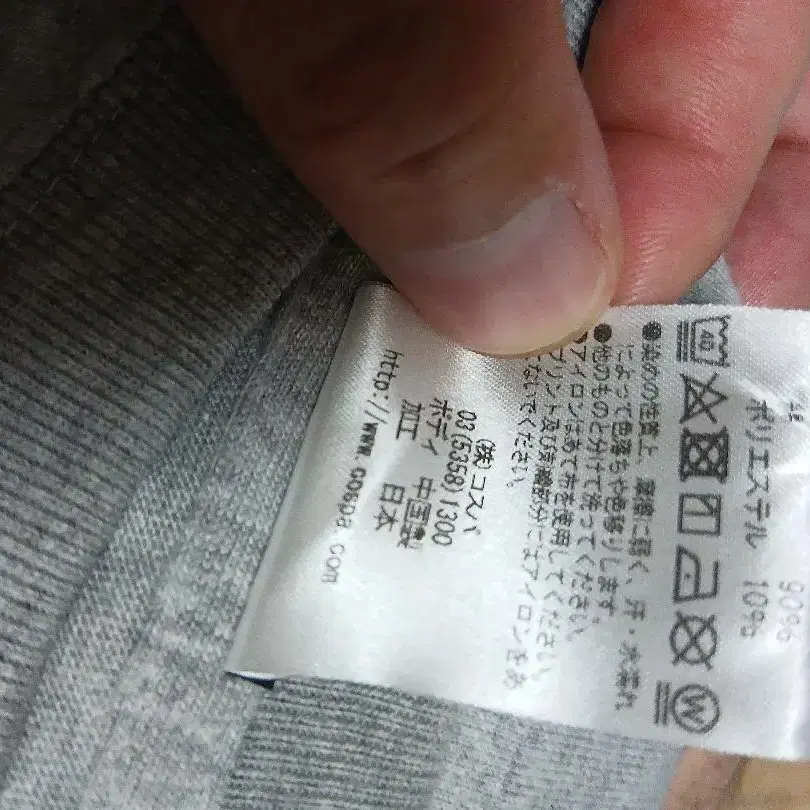 綿 90%
ポリエステル 10%
40
W
●染めの性質上、摩擦に弱く、汗・水濡れ
によって色落ちや色移りします。
●他のものと分けて洗ってください。
●アイロンはあて布を使用してください。
プリント及び刺繍部分にはアイロンをあ
てないでください。
(株)コスパ
03(5358)1300
ボディ 中国製
加工 日本
http://www.cospa.com